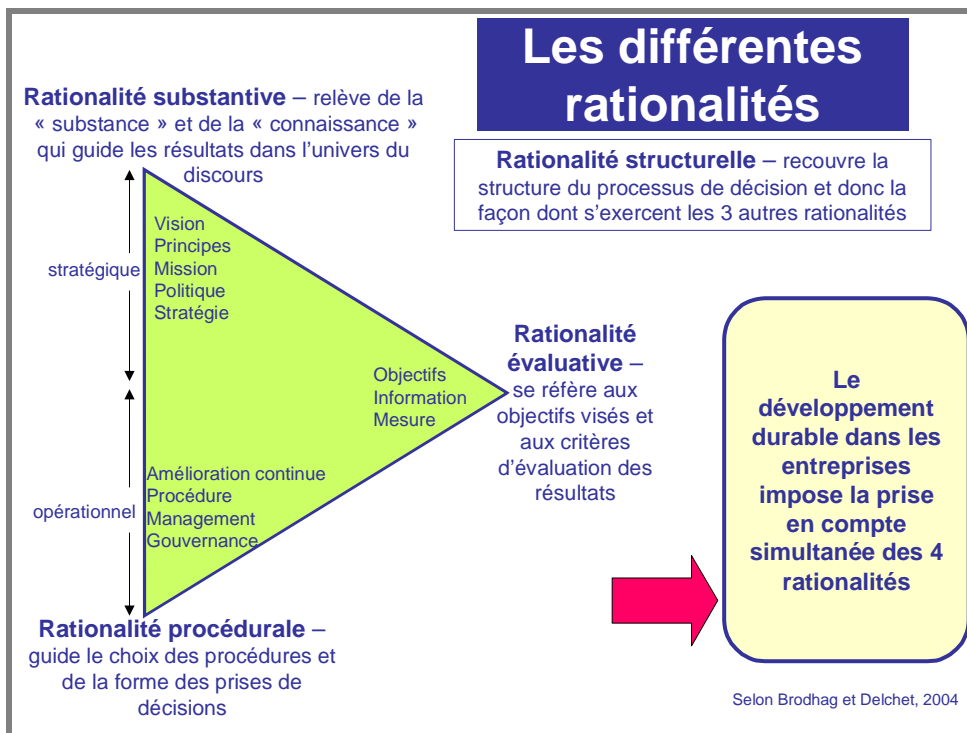 Les différentes
rationalités
Rationalité substantive – relève de la
« substance » et de la « connaissance »
qui guide les résultats dans l’univers du
discours
Rationalité structurelle – recouvre la
structure du processus de décision et donc la
façon dont s’exercent les 3 autres rationalités
stratégique
Vision
Principes
Mission
Politique
Stratégie
Objectifs
Information
Mesure
Rationalité
évaluative –
se réfère aux
objectifs visés et
aux critères
d’évaluation des
résultats
opérationnel
Amélioration continue
Procédure
Management
Gouvernance
Rationalité procédurale –
guide le choix des procédures et
de la forme des prises de
décisions
Le
développement
durable dans les
entreprises
impose la prise
en compte
simultanée des 4
rationalités
Selon Brodhag et Delchet, 2004